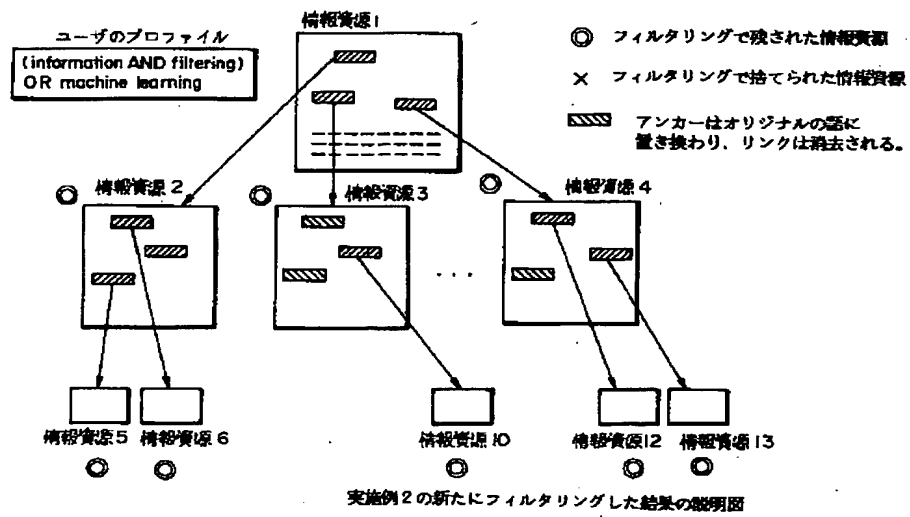 情報資源1
ユーザのプロファイル
(information AND filtering)
OR machine learning
◎ フィルタリングで残された情報資源
× フィルタリングで捨てられた情報資源
アンカーはオリジナルの語に
置き換わり、リンクは消去される。
情報資源2
情報資源3
情報資源4
...
情報資源5
情報資源6
情報資源10
情報資源12
情報資源13
実施例2の新たにフィルタリングした結果の説明図